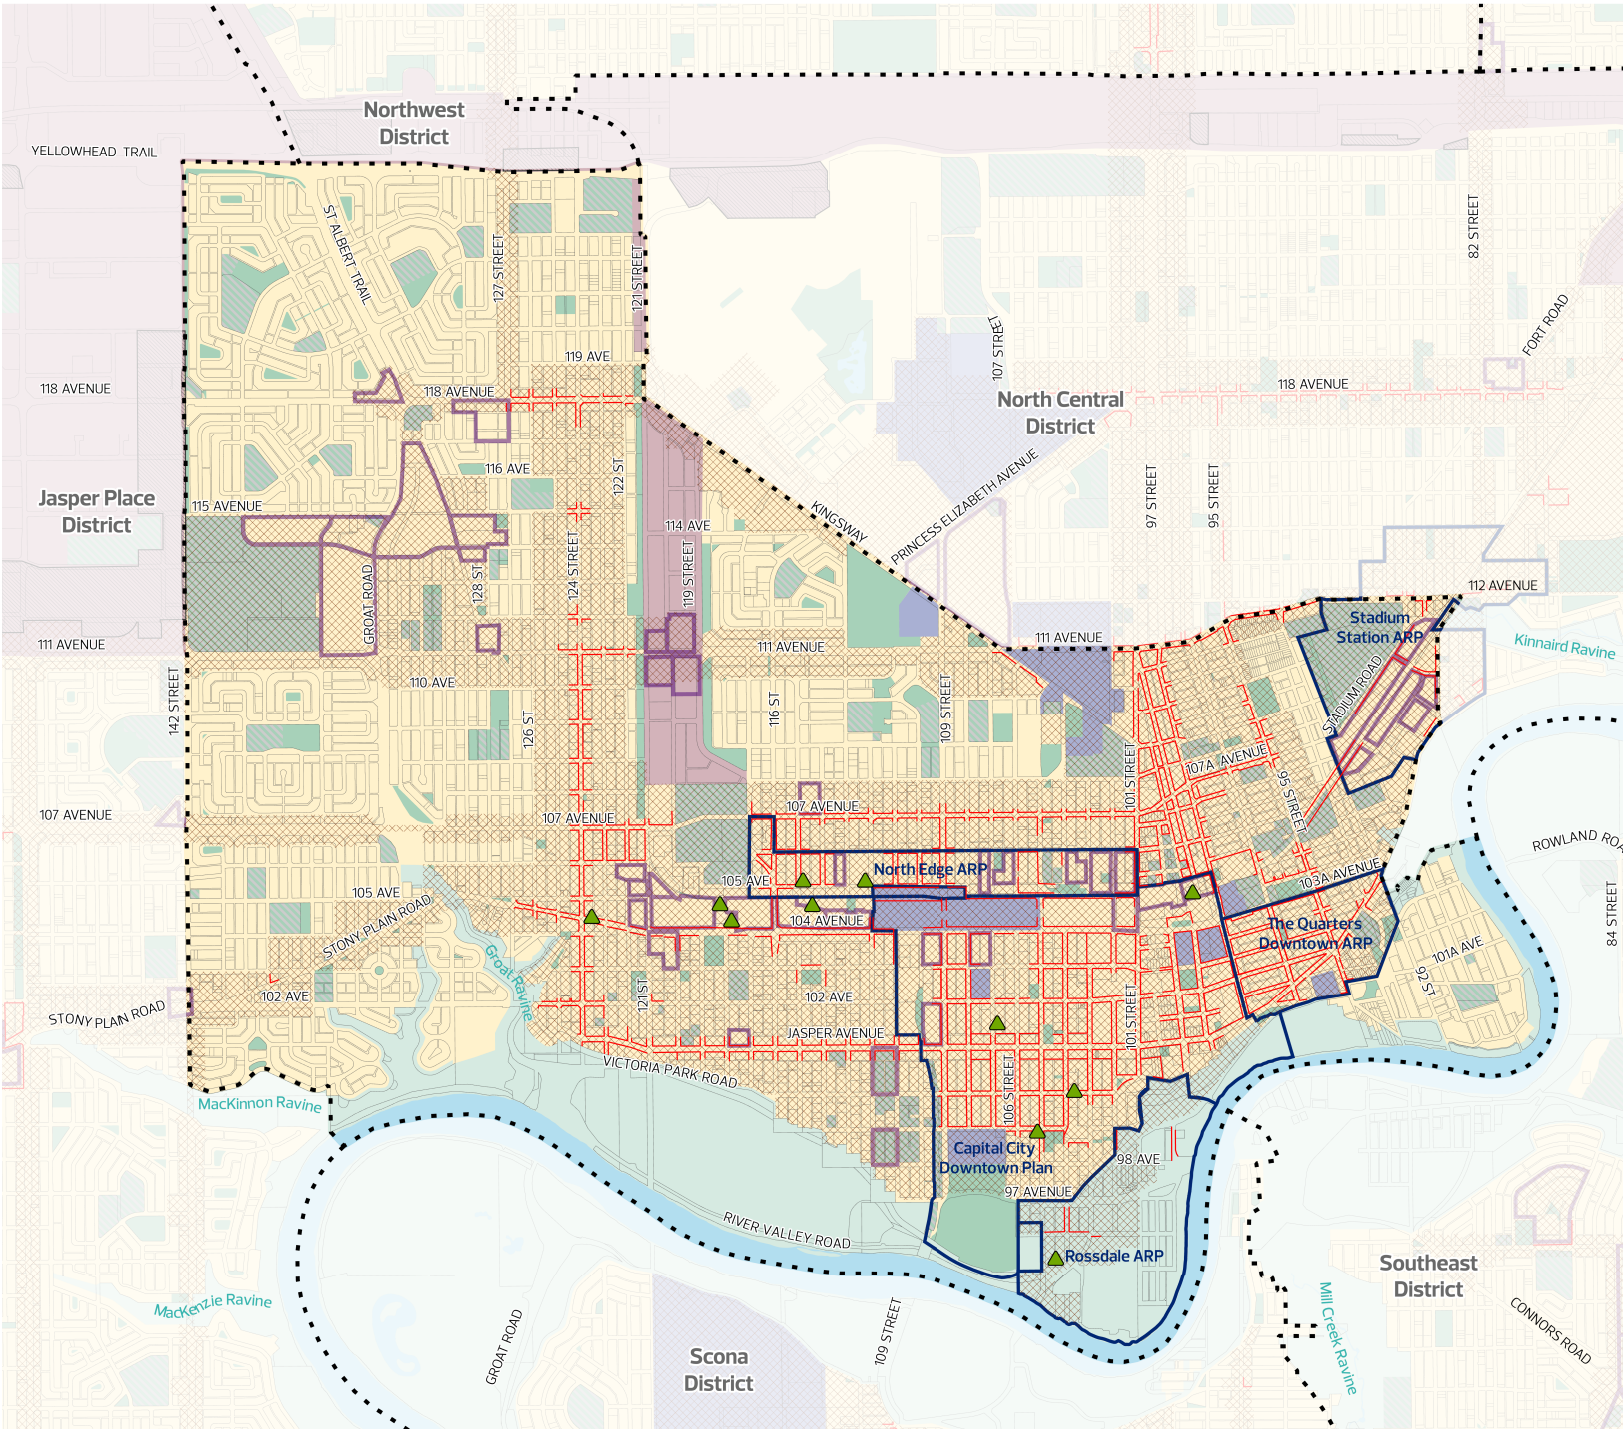 Northwest
District
YELLOWHEAD TRAIL
ST ALBERT TRAIL
127 STREET
121 STREET
82 STREET
FORT ROAD
107 STREET
119 AVE
118 AVENUE
118 AVENUE
118 AVENUE
North Central
District
116 AVE
122 ST
PRINCESS ELIZABETH AVENUE
97 STREET
95 STREET
Jasper Place
District
115 AVENUE
KINGSWAY
114 AVE
124 STREET
119 STREET
128 ST
GROAT ROAD
112 AVENUE
Stadium
Station ARP
Kinnaird Ravine
111 AVENUE
111 AVENUE
111 AVENUE
142 STREET
110 AVE
126 ST
116 ST
109 STREET
STADIUM ROAD
101 STREET
107A AVENUE
95 STREET
107 AVENUE
107 AVENUE
107 AVENUE
ROWLAND ROA
North Edge ARP
105 AVE
105 AVE
103A AVENUE
84 STREET
STONY PLAIN ROAD
104 AVENUE
The Quarters
Downtown ARP
101A AVE
92 ST
Groat Ravine
121 ST
102 AVE
102 AVE
STONY PLAIN ROAD
JASPER AVENUE
101 STREET
VICTORIA PARK ROAD
106 STREET
MacKinnon Ravine
Capital City
Downtown Plan
98 AVE
97 AVENUE
RIVER VALLEY ROAD
Rossdale ARP
Southeast
District
MacKenzie Ravine
Mill Creek Ravine
CONNORS ROAD
GROAT ROAD
109 STREET
Scona
District